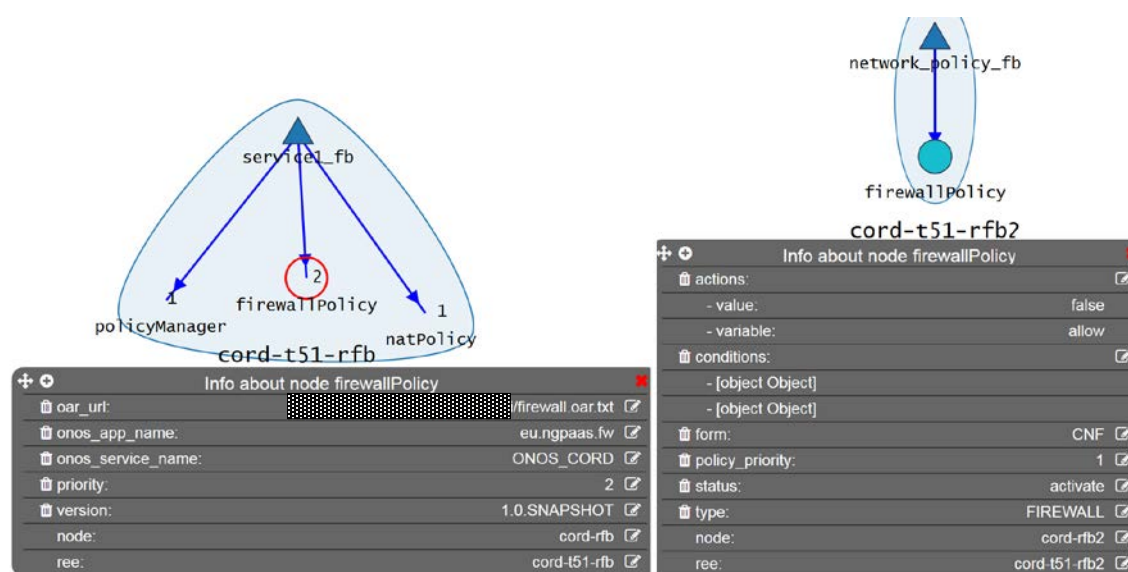 service1_fb
1
policyManager
2
firewallPolicy
1
natPolicy
cord-t51-rfb
Info about node firewallPolicy
oar_url: /firewall.oar.txt
onos_app_name: eu.ngpaas.fw
onos_service_name: ONOS_CORD
priority: 2
version: 1.0.SNAPSHOT
node: cord-rfb
ree: cord-t51-rfb
network_policy_fb
firewallPolicy
cord-t51-rfb2
Info about node firewallPolicy
actions:
- value: false
- variable: allow
conditions:
- [object Object]
- [object Object]
form: CNF
policy_priority: 1
status: activate
type: FIREWALL
node: cord-rfb2
ree: cord-t51-rfb2